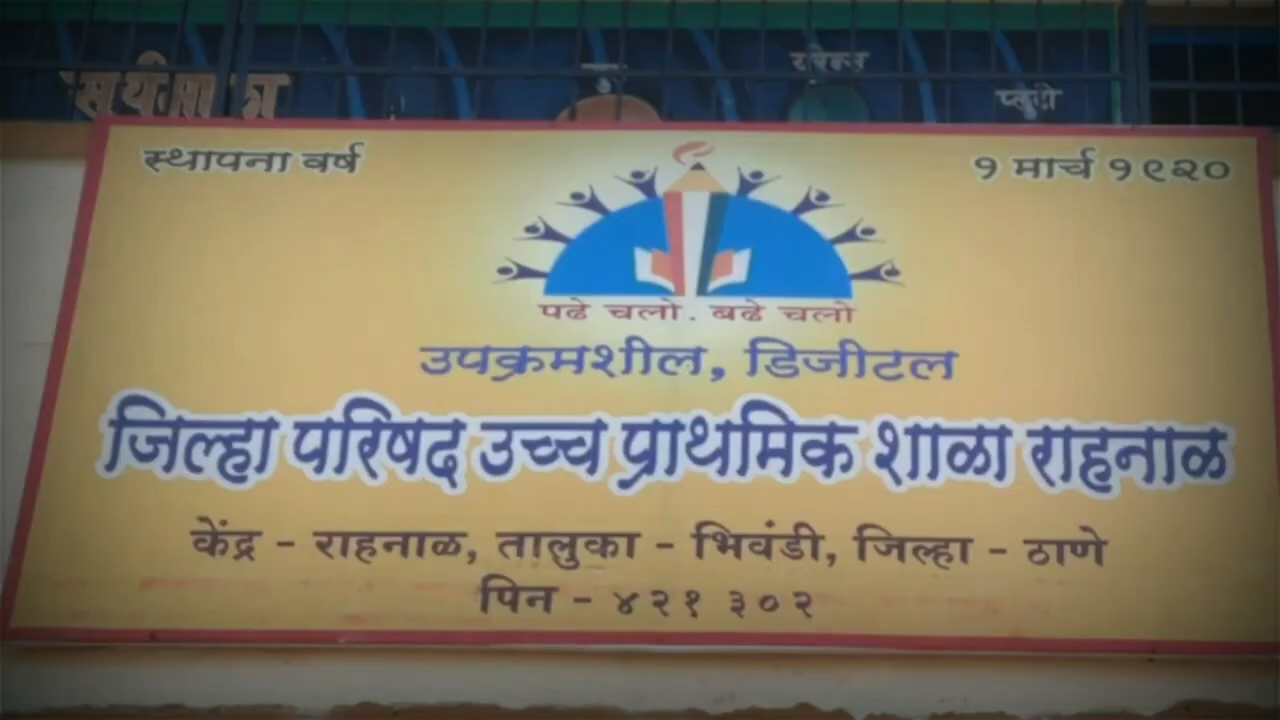 सूर्यमाला
प्लुटो
स्थापना वर्ष
१ मार्च १९२०
पढे चलो. बढे चलो
उपक्रमशील, डिजीटल
जिल्हा परिषद उच्च प्राथमिक शाळा राहनाळ
केंद्र - राहनाळ, तालुका - भिवंडी, जिल्हा - ठाणे
पिन - ४२१ ३०२